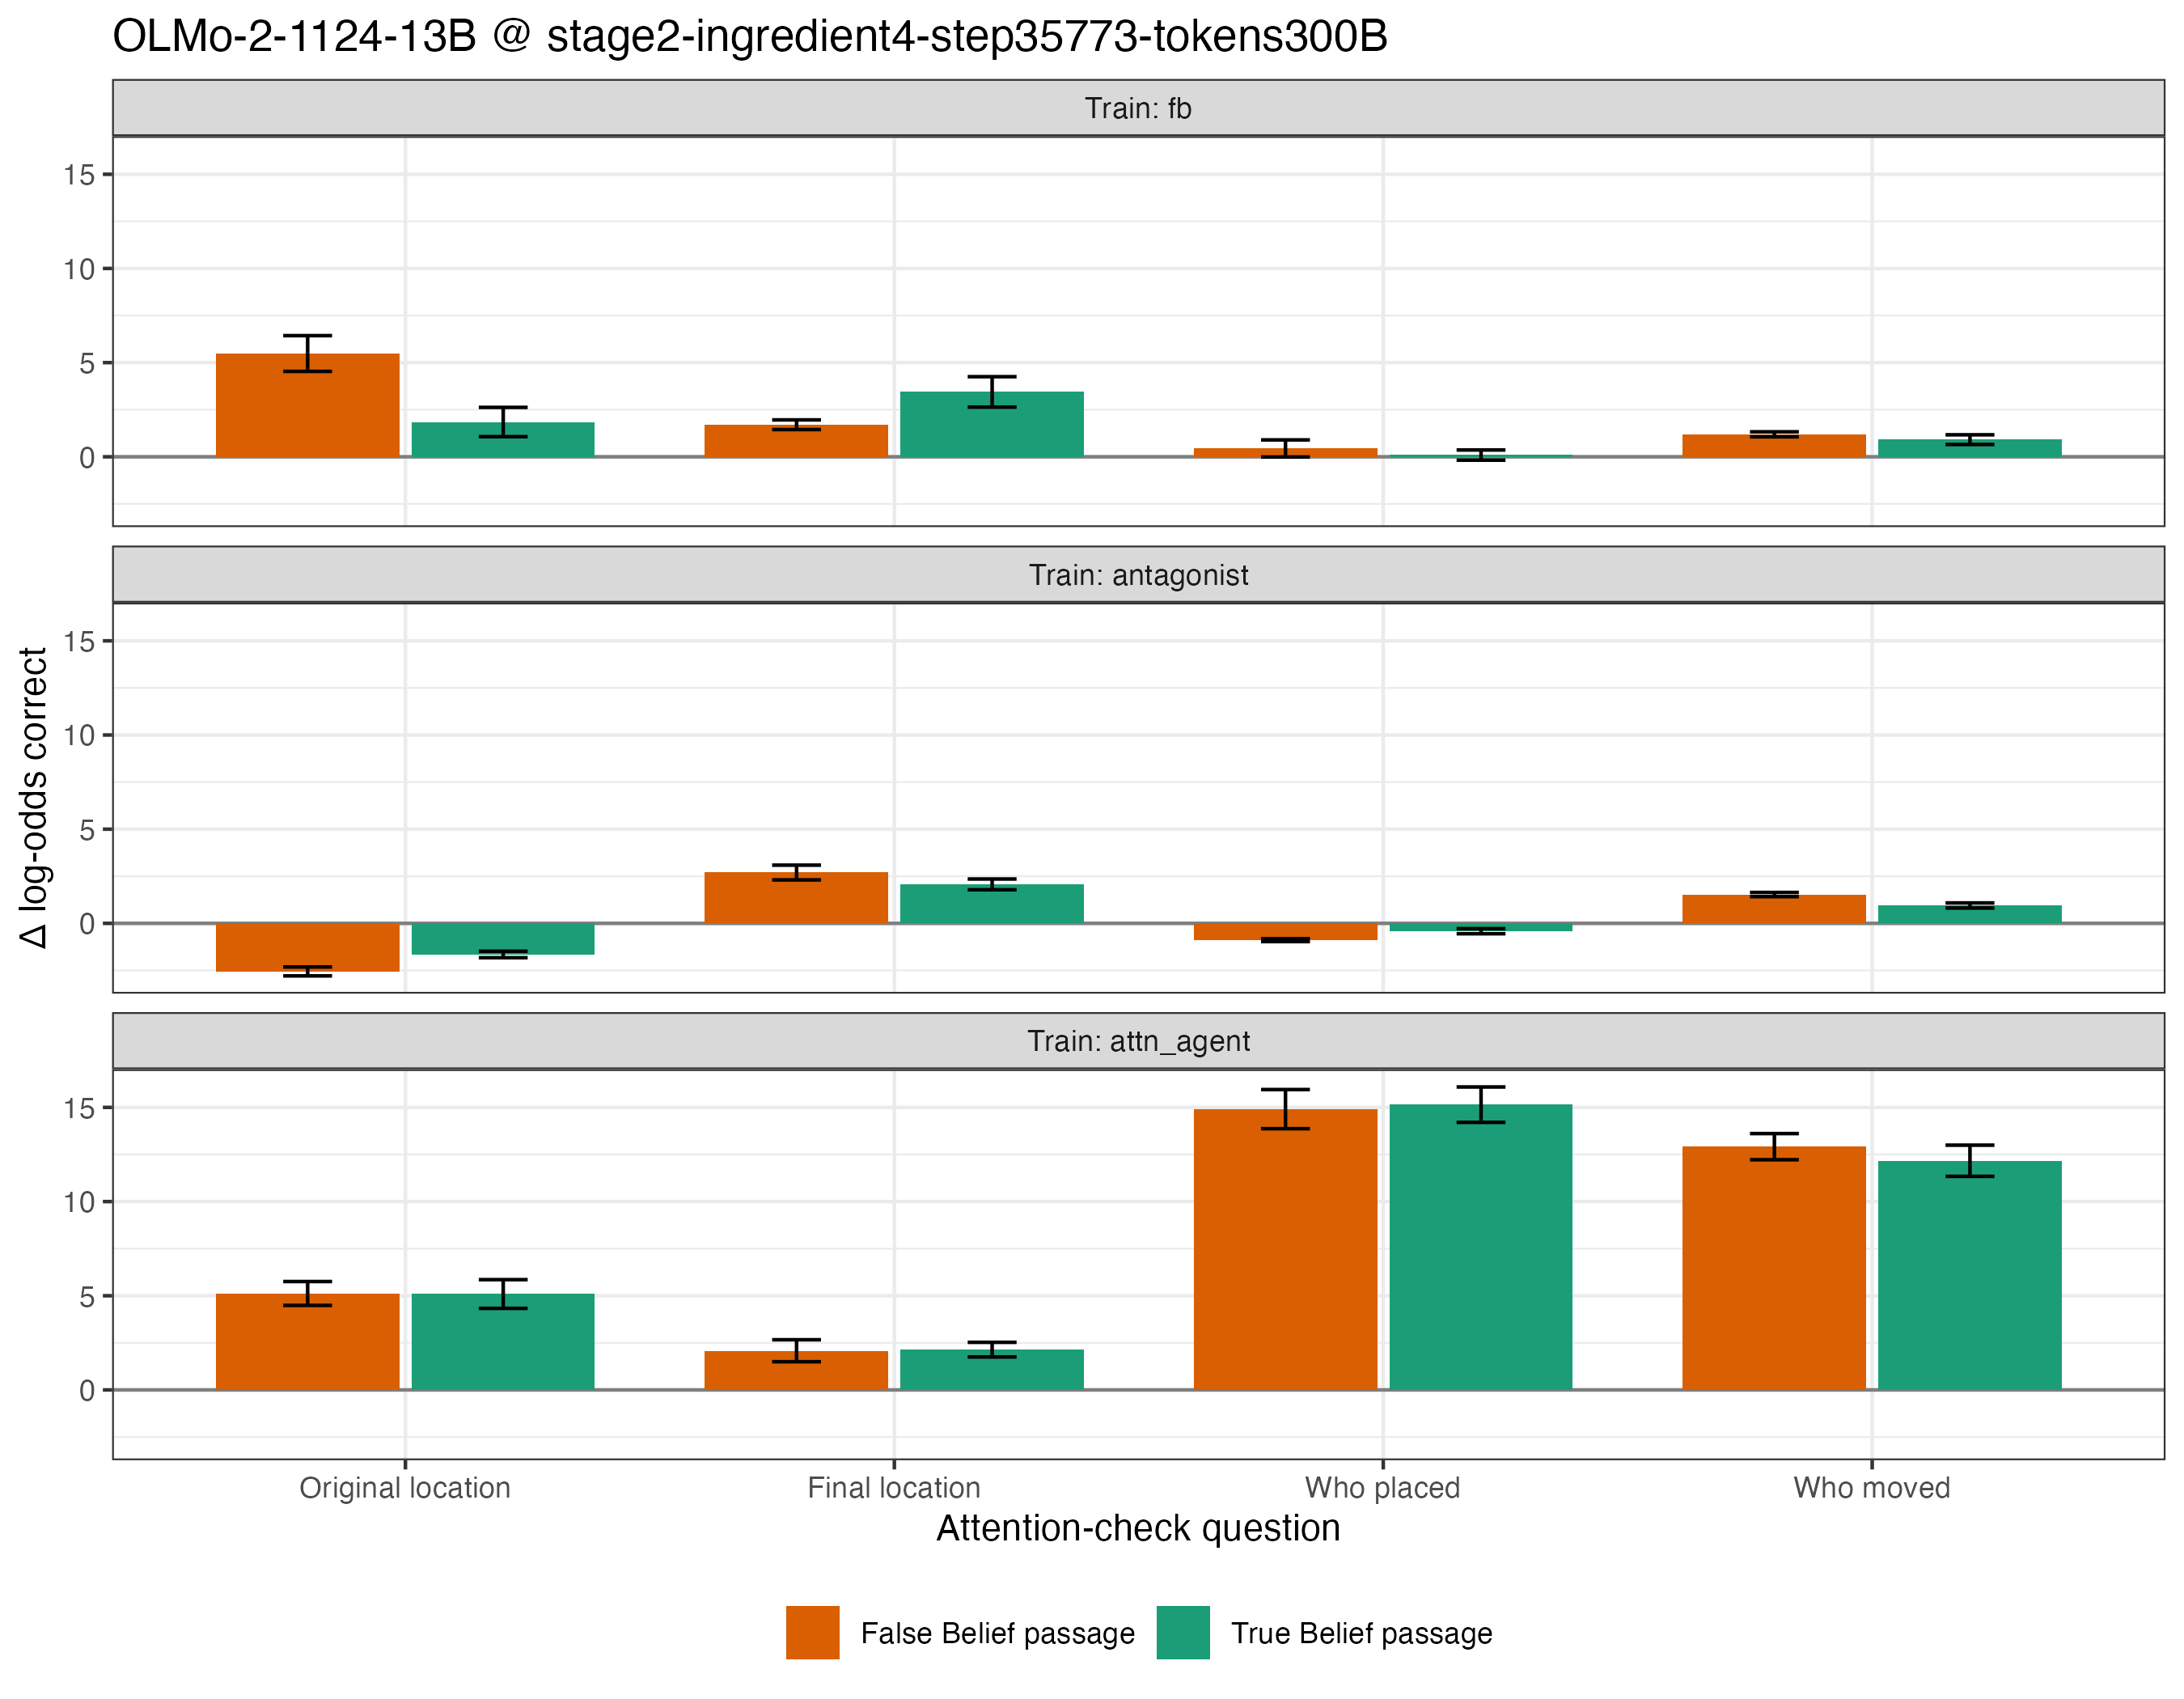 OLMo-2-1124-13B @ stage2-ingredient4-step35773-tokens300B
Train: fb
15
10
5
0
Train: antagonist
15
10
5
0
Train: attn_agent
15
10
5
0
Δ log-odds correct
Original location Final location Who placed Who moved
Attention-check question
False Belief passage True Belief passage